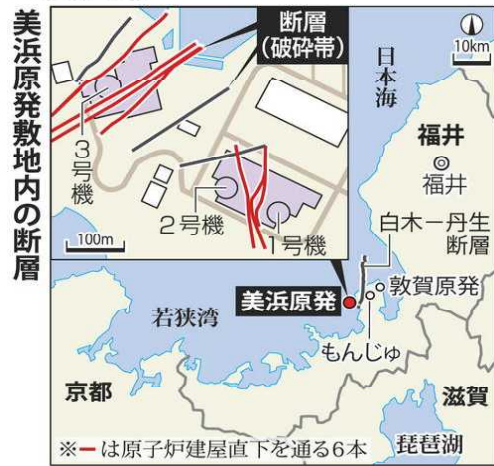 美浜原発敷地内の断層
断層
(破砕帯)
10km
日本海
3号機
2号機
1号機
100m
福井
福井
白木ー丹生
断層
敦賀原発
美浜原発
もんじゅ
若狭湾
京都
滋賀
琵琶湖
※ーは原子炉建屋直下を通る6本